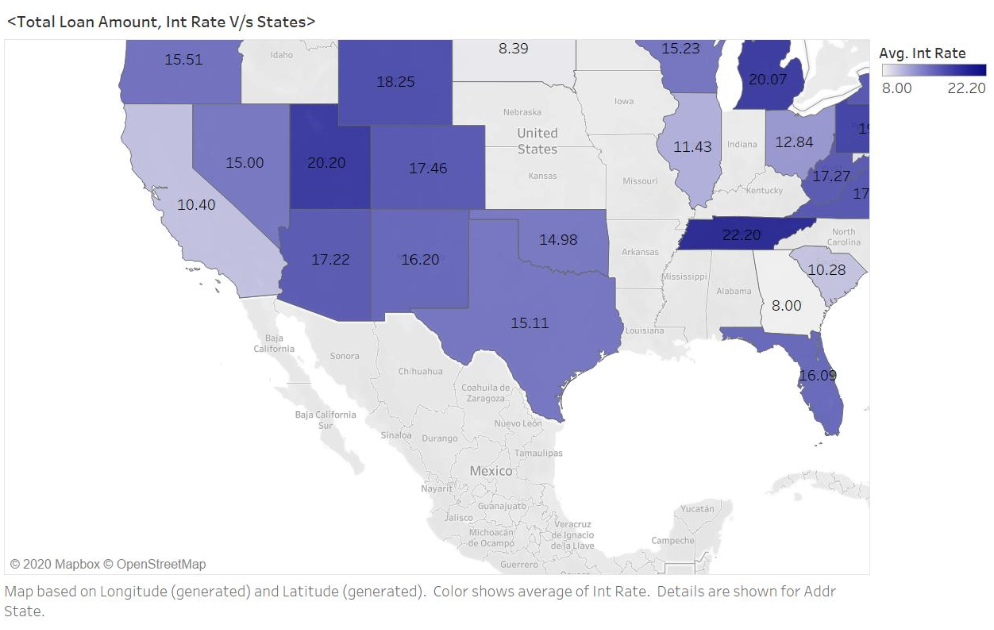 <Total Loan Amount, Int Rate V/s States>
Avg. Int Rate
8.00 22.20
15.51
Idaho
8.39
15.23
18.25
20.07
Nebraska
Iowa
United
States
15.00
20.20
17.46
11.43
Indiana
12.84
19
Kansas
Missouri
17.27
Kentucky
17
10.40
22.20
North
Carolina
17.22
16.20
14.98
Arkansas
10.28
Mississippi
Alabama
8.00
15.11
Louisiana
Baja
California
Sonora
Chihuahua
16.09
Coahuila de
Zaragoza
Baja California
Sur
Nuevo León
Sinaloa
Durango
Tamaulipas
Mexico
Nayarit
Guanajuato
Yucatán
Jalisco
Veracruz
de Ignacio
de la Llave
Michoacán
de Ocampo
Campeche
Guerrero
© 2020 Mapbox © OpenStreetMap
Map based on Longitude (generated) and Latitude (generated). Color shows average of Int Rate. Details are shown for Addr
State.